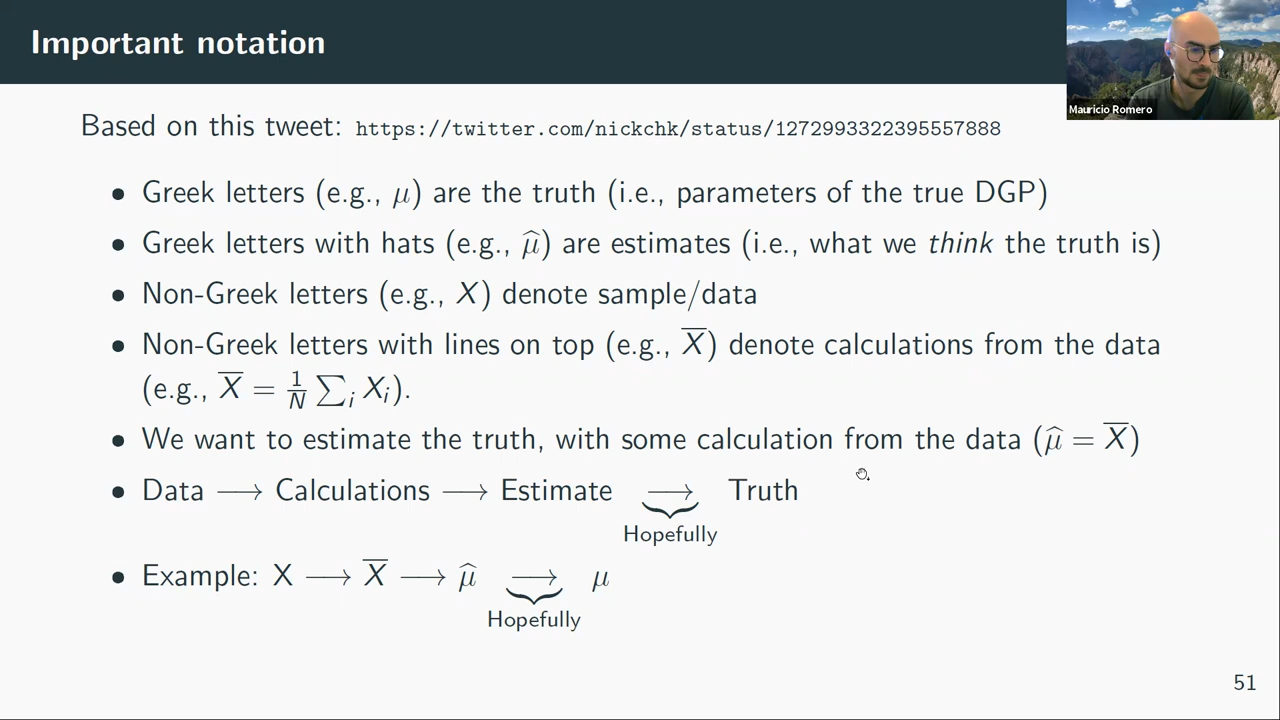 Important notation
Mauricio Romero
Based on this tweet: https://twitter.com/nickchk/status/1272993322395557888
• Greek letters (e.g., μ) are the truth (i.e., parameters of the true DGP)
• Greek letters with hats (e.g., μ̂) are estimates (i.e., what we think the truth is)
• Non-Greek letters (e.g., X) denote sample/data
• Non-Greek letters with lines on top (e.g., X̅) denote calculations from the data
(e.g., X̅ = 1/N ∑ᵢ Xᵢ).
• We want to estimate the truth, with some calculation from the data (μ̂ = X̅)
• Data ⟶ Calculations ⟶ Estimate ⟶ Truth
Hopefully
• Example: X ⟶ X̅ ⟶ μ̂ ⟶ μ
Hopefully
51